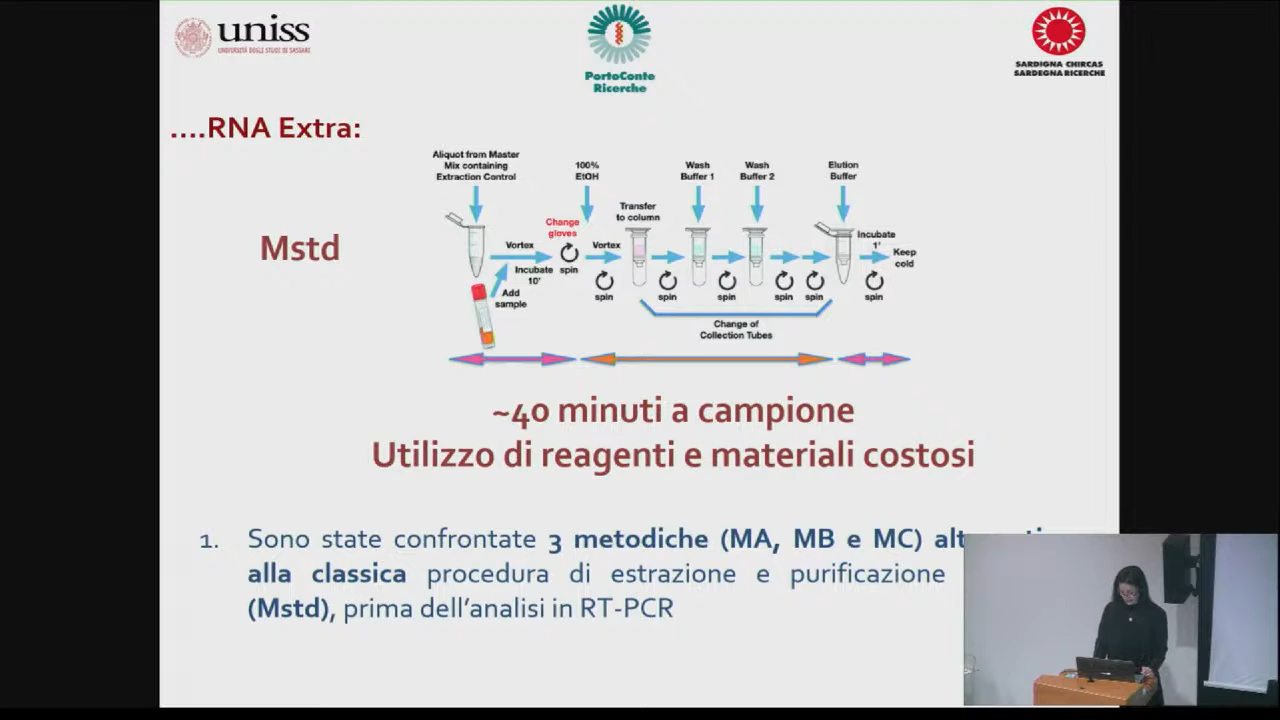 uniss
UNIVERSITÀ DEGLI STUDI DI SASSARI
PortoConte
Ricerche
SARDIGNA CHIRCAS
SARDEGNA RICERCHE
....RNA Extra:
Mstd
Aliquot from Master
Mix containing
Extraction Control
100%
EtOH
Wash
Buffer 1
Wash
Buffer 2
Elution
Buffer
Transfer
to column
Change
gloves
Vortex
Incubate
10'
spin
Vortex
Add
sample
spin
spin
spin
spin
spin
Incubate
1'
spin
Keep
cold
Change of
Collection Tubes
~40 minuti a campione
Utilizzo di reagenti e materiali costosi
1. Sono state confrontate 3 metodiche (MA, MB e MC)
alla classica procedura di estrazione e purificazione
(Mstd), prima dell'analisi in RT-PCR